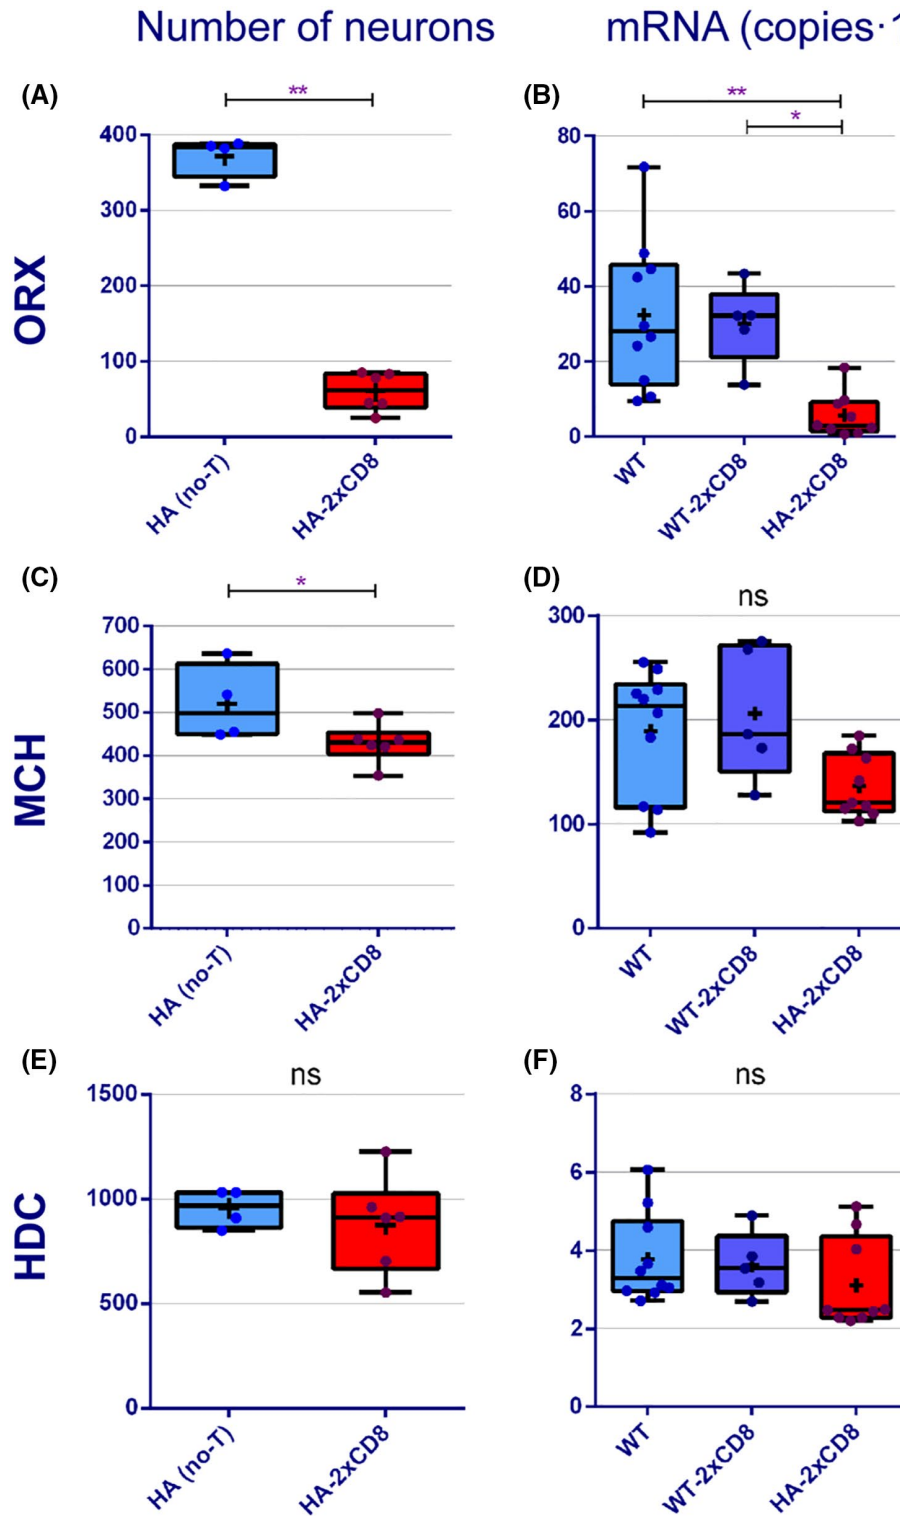 Number of neurons
mRNA (copies·1
(A)
**
ORX
400
300
200
100
0
HA (no-T)
HA-2xCD8
(B)
**
*
80
60
40
20
0
WT
WT-2xCD8
HA-2xCD8
(C)
*
MCH
700
600
500
400
300
200
100
0
HA (no-T)
HA-2xCD8
(D)
ns
300
200
100
0
WT
WT-2xCD8
HA-2xCD8
(E)
ns
HDC
1500
1000
500
0
HA (no-T)
HA-2xCD8
(F)
ns
8
6
4
2
0
WT
WT-2xCD8
HA-2xCD8